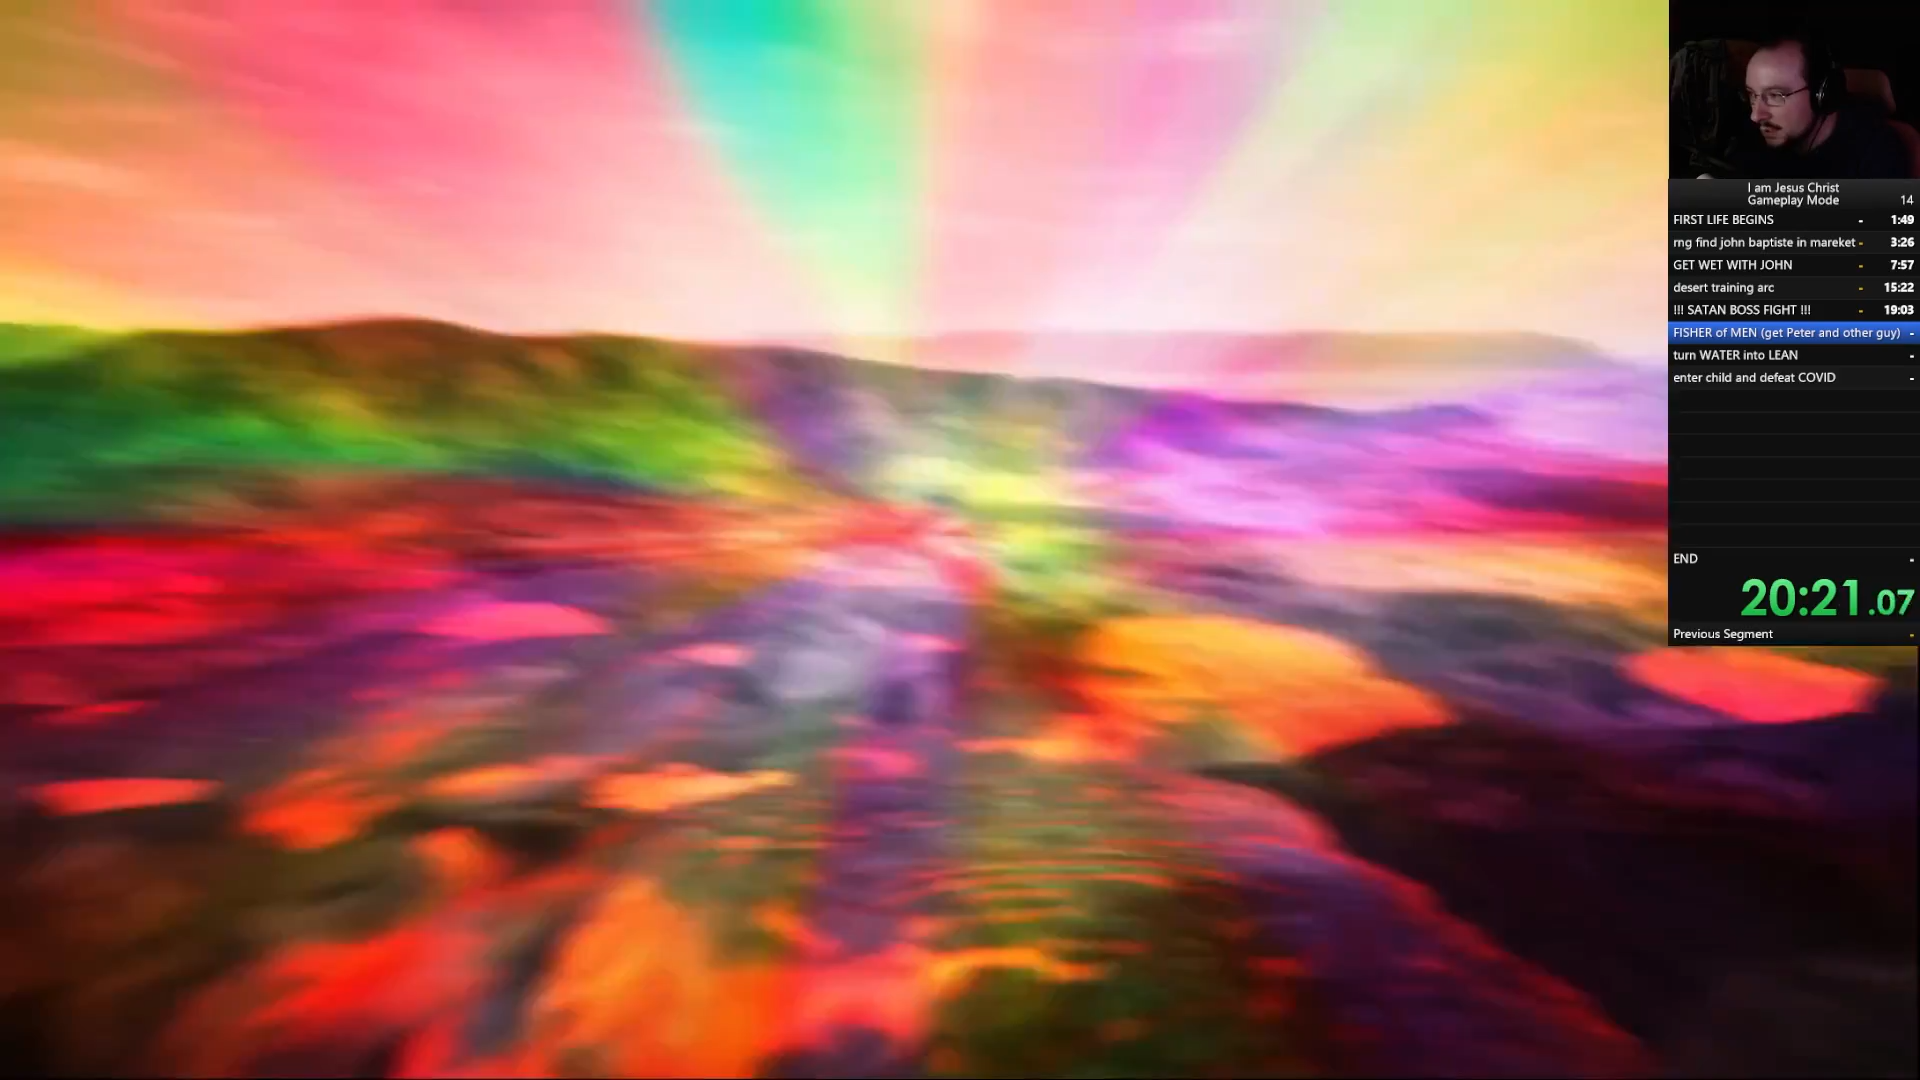 I am Jesus Christ
Gameplay Mode 14
FIRST LIFE BEGINS - 1:49
rng find john baptiste in mareket - 3:26
GET WET WITH JOHN - 7:57
desert training arc - 15:22
!!! SATAN BOSS FIGHT !!! - 19:03
FISHER of MEN (get Peter and other guy) -
turn WATER into LEAN -
enter child and defeat COVID -
END -
20:21.07
Previous Segment -